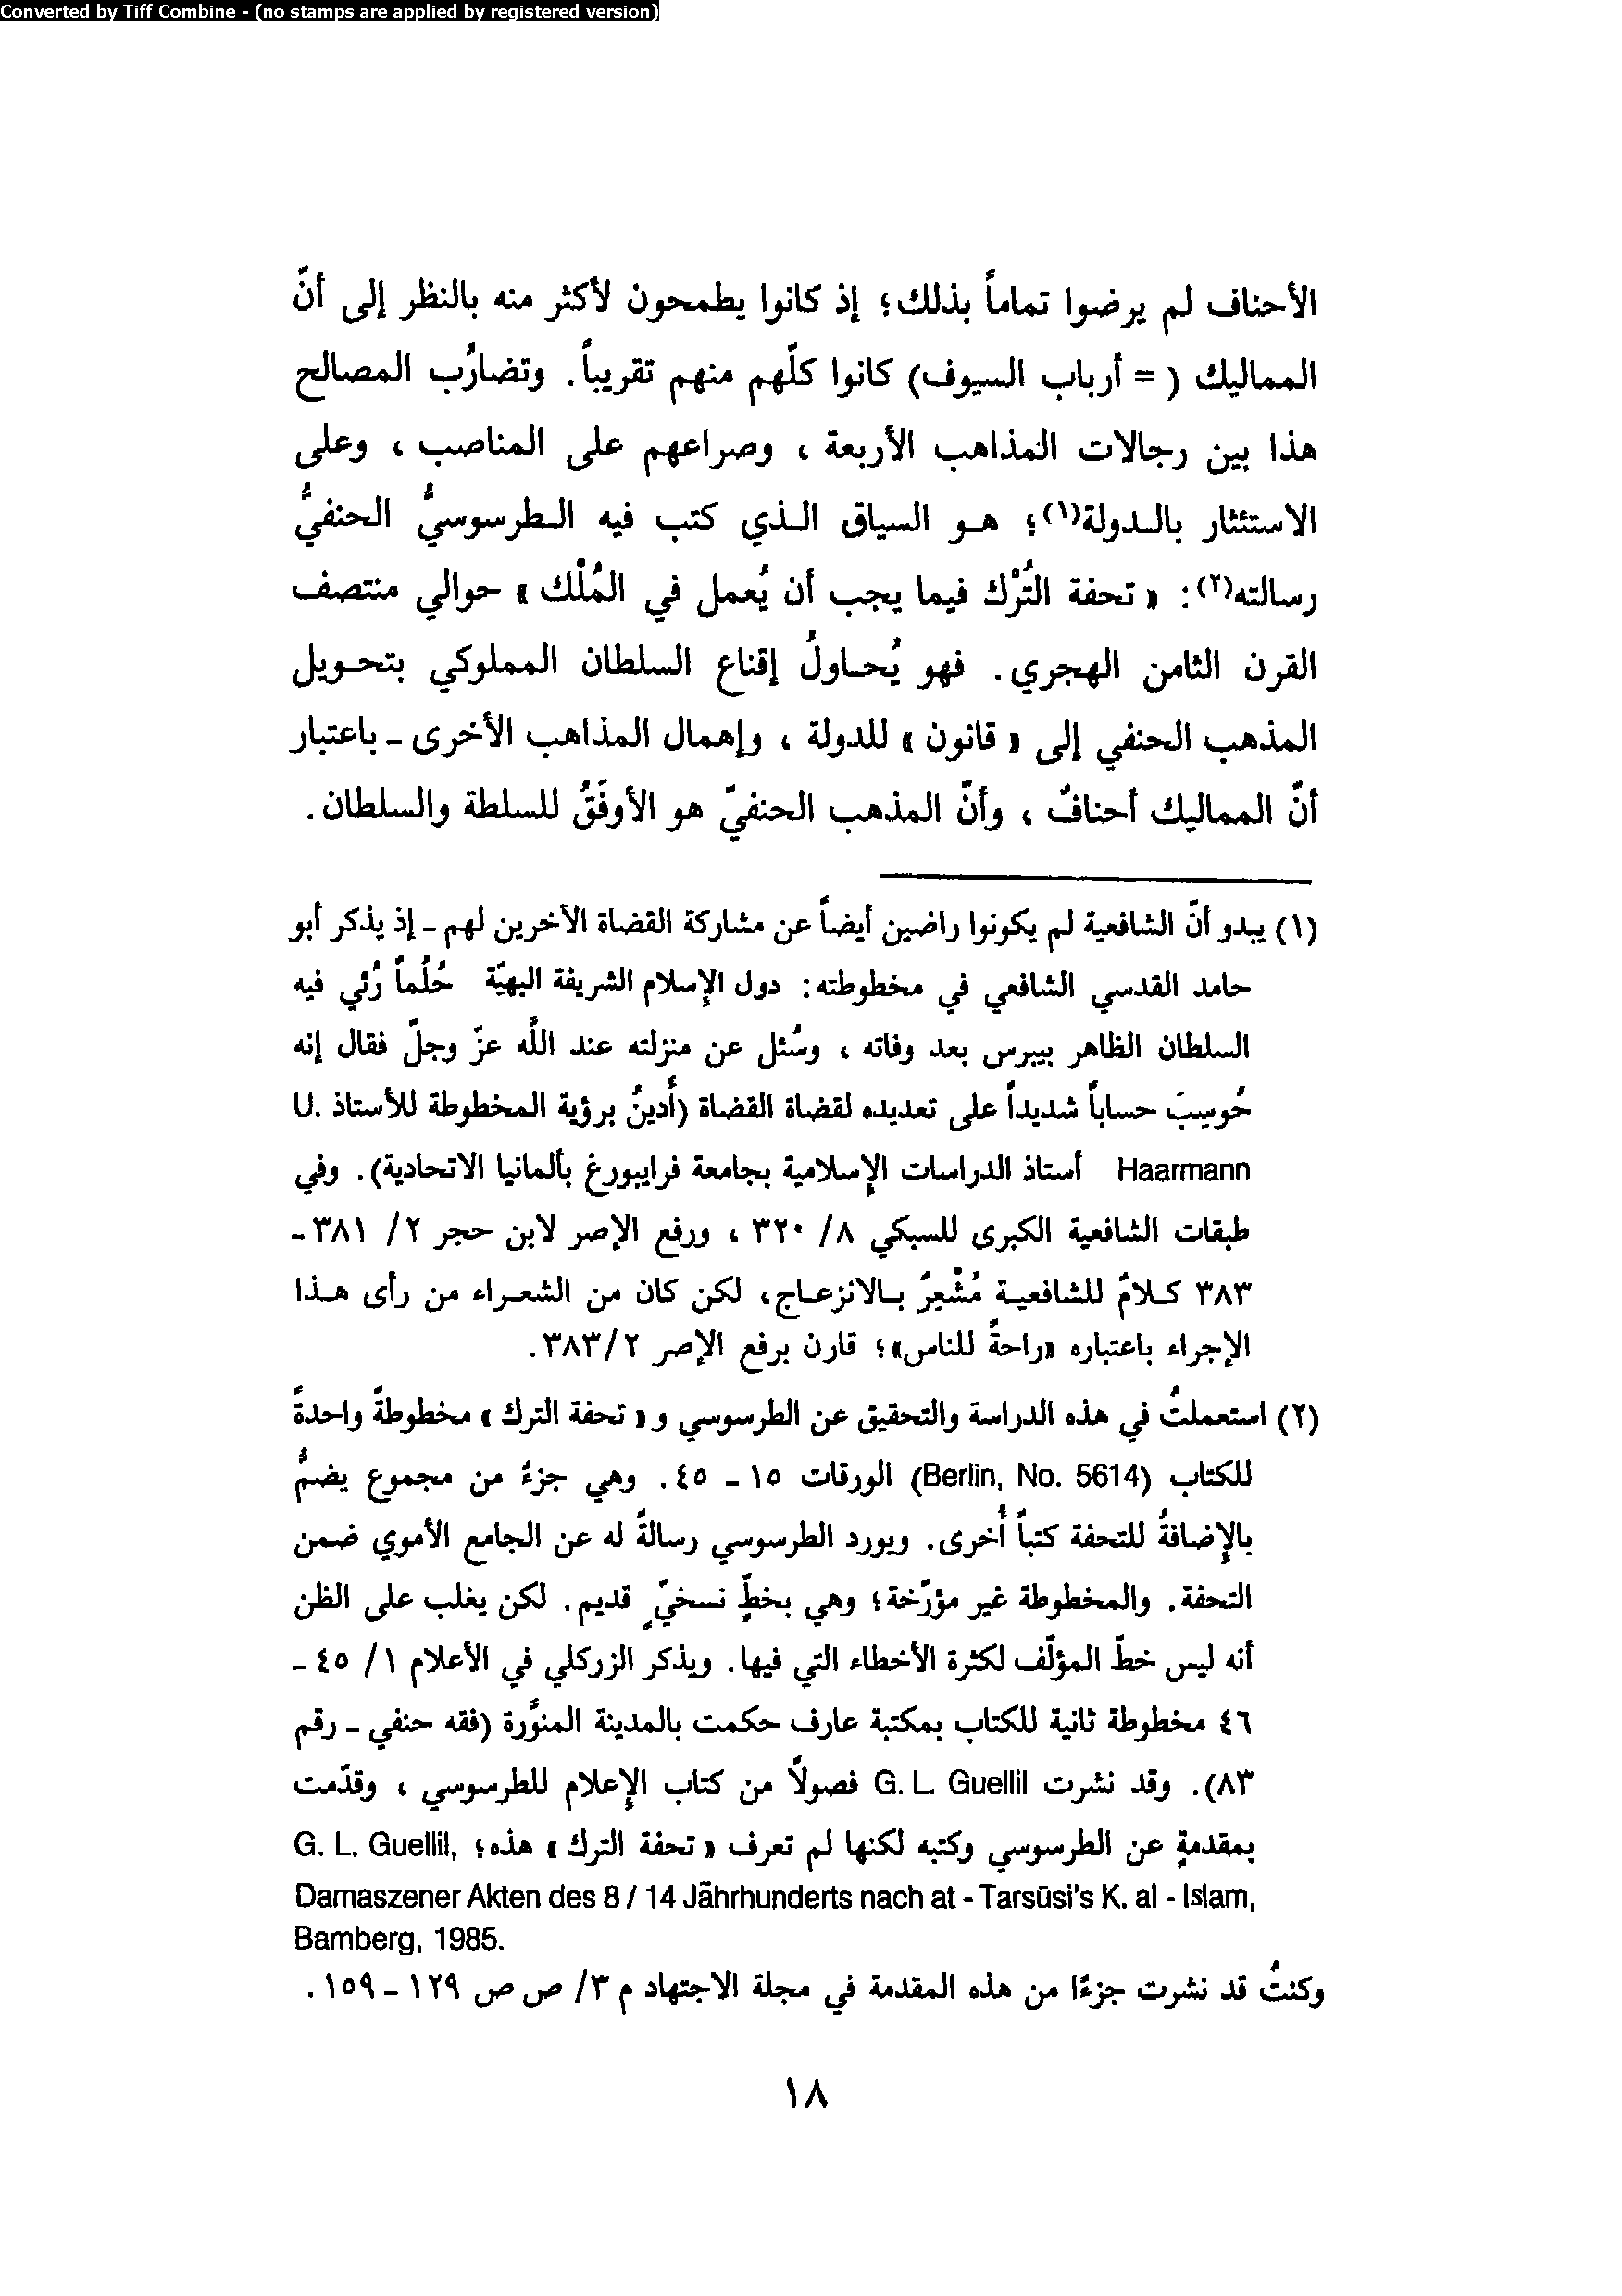 Converted by Tiff Combine - (no stamps are applied by registered version)
الأحناف لم يرضوا تماماً بذلك؛ إذ كانوا يطمحون لأكثر منه بالنظر إلى أنّ
المماليك ( = أرباب السيوف) كانوا كلّهم منهم تقريباً. وتضارُب المصالح
هذا بين رجالات المذاهب الأربعة ، وصراعهم على المناصب ، وعلى
الاستئثار بالدولة(١)؛ هو السياق الذي كتب فيه الطرسوسيُّ الحنفيُّ
رسالته(٢): « تحفة التُرْك فيما يجب أن يُعمل في المُلْك » حوالي منتصف
القرن الثامن الهجري. فهو يُحاولُ إقناع السلطان المملوكي بتحويل
المذهب الحنفي إلى « قانون » للدولة ، وإهمال المذاهب الأخرى - باعتبار
أنّ المماليك أحنافٌ ، وأنّ المذهب الحنفيّ هو الأوفَقُ للسلطة والسلطان.
(١) يبدو أنّ الشافعية لم يكونوا راضين أيضاً عن مشاركة القضاة الآخرين لهم - إذ يذكر أبو
حامد القدسي الشافعي في مخطوطته: دول الإسلام الشريفة البهيّة حُلُماً رُئي فيه
السلطان الظاهر بيبرس بعد وفاته ، وسُئل عن منزلته عند اللَّه عزّ وجلّ فقال إنه
حُوسِبَ حساباً شديداً على تعديده لقضاة القضاة (أُدينُ برؤية المخطوطة للأستاذ U.
Haarmann أستاذ الدراسات الإسلامية بجامعة فرايبورغ بألمانيا الاتحادية). وفي
طبقات الشافعية الكبرى للسبكي ٨/ ٣٢٠ ، ورفع الإصر لابن حجر ٢/ ٣٨١ -
٣٨٣ كلامٌ للشافعية مُشْعِرٌ بالانزعاج، لكن كان من الشعراء من رأى هذا
الإجراء باعتباره «راحةً للناس»؛ قارن برفع الإصر ٣٨٣/٢.
(٢) استعملتُ في هذه الدراسة والتحقيق عن الطرسوسي و« تحفة الترك » مخطوطةً واحدةً
للكتاب (Berlin, No. 5614) الورقات ١٥ - ٤٥. وهي جزءٌ من مجموع يضمُّ
بالإضافةُ للتحفة كتباً أُخرى. ويورد الطرسوسي رسالةً له عن الجامع الأموي ضمن
التحفة. والمخطوطة غير مؤرّخة؛ وهي بخطٍّ نسخيّ قديم. لكن يغلب على الظن
أنه ليس خطّ المؤلّف لكثرة الأخطاء التي فيها. ويذكر الزركلي في الأعلام ١/ ٤٥ -
٤٦ مخطوطة ثانية للكتاب بمكتبة عارف حكمت بالمدينة المنوَّرة (فقه حنفي - رقم
٨٣). وقد نشرت G. L. Guellil فصولاً من كتاب الإعلام للطرسوسي ، وقدّمت
بمقدمةٍ عن الطرسوسي وكتبه لكنها لم تعرف « تحفة الترك » هذه؛ G. L. Guellil,
Damaszener Akten des 8 / 14 Jāhrhunderts nach at - Tarsūsi's K. al - Islam,
Bamberg, 1985.
وكنتُ قد نشرت جزءًا من هذه المقدمة في مجلة الاجتهاد م ٣/ ص ص ١٢٩ - ١٥٩.
١٨